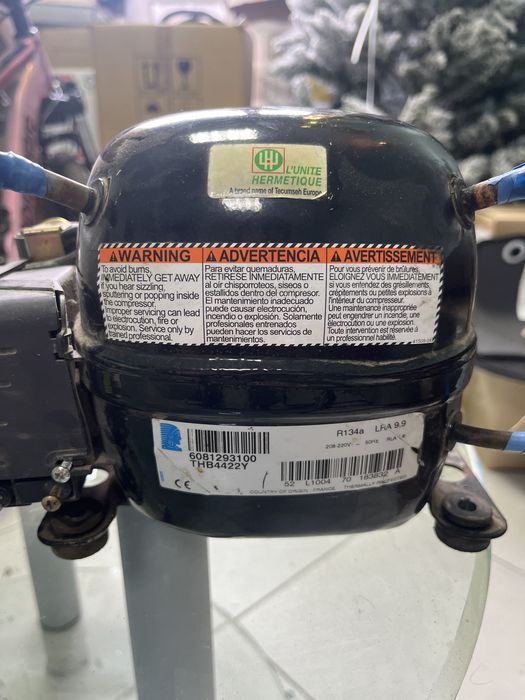 L'UNITE
HERMETIQUE
A brand name of Tecumseh Europe
WARNING
To avoid burns,
IMMEDIATELY GET AWAY
if you hear sizzling,
sputtering or popping inside
the compressor.
Improper servicing can lead
to electrocution, fire or
explosion. Service only by
trained professional.
ADVERTENCIA
Para evitar quemaduras,
RETIRESE INMEDIATAMENTE
al oir chisporroteos, siseos o
estallidos dentro del compresor.
El mantenimiento inadecuado
puede causar electrocución,
incendio o explosión. Solamente
profesionales entrenados
pueden hacer los servicios de
mantenimientos.
AVERTISSEMENT
Pour vous prévenir de brûlures,
ELOIGNEZ VOUS IMMÉDIATEMENT
si vous entendez des grésillements,
crépitements ou petites explosions à
l'intérieur du compresseur.
Une maintenance inappropriée
peut engendrer un incendie, une
électrocution ou une explosion.
Toute intervention est réservée à
un professionnel habilité.
6081293100
THB4422Y
R134a LRA 9,9
208-220V~ 50HZ
52 L1004 70 163832 A
CE
COUNTRY OF ORIGIN : FRANCE THERMALLY PROTECTED